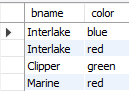 bname color
Interlake blue
Interlake red
Clipper green
Marine red